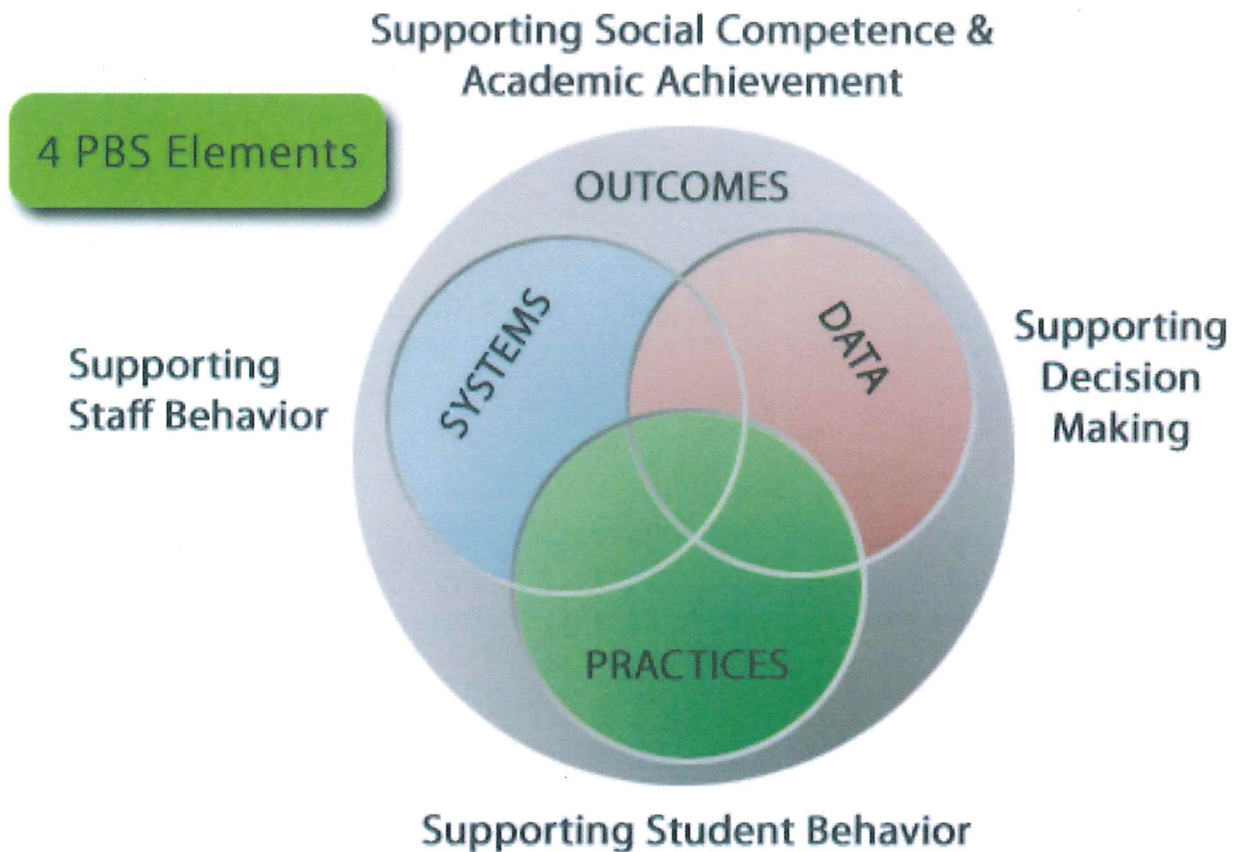 Supporting Social Competence &
Academic Achievement
4 PBS Elements
OUTCOMES
SYSTEMS
DATA
Supporting
Staff Behavior
Supporting
Decision
Making
PRACTICES
Supporting Student Behavior